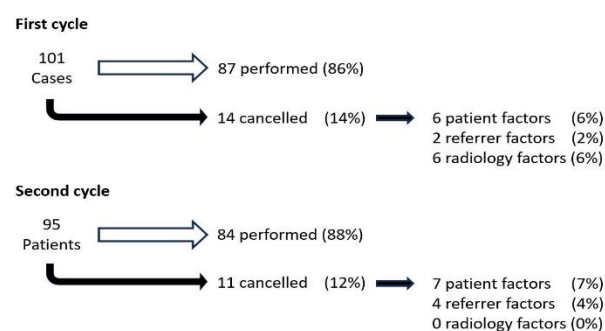 First cycle
101
Cases
87 performed (86%)
14 cancelled (14%)
6 patient factors (6%)
2 referrer factors (2%)
6 radiology factors (6%)
Second cycle
95
Patients
84 performed (88%)
11 cancelled (12%)
7 patient factors (7%)
4 referrer factors (4%)
0 radiology factors (0%)